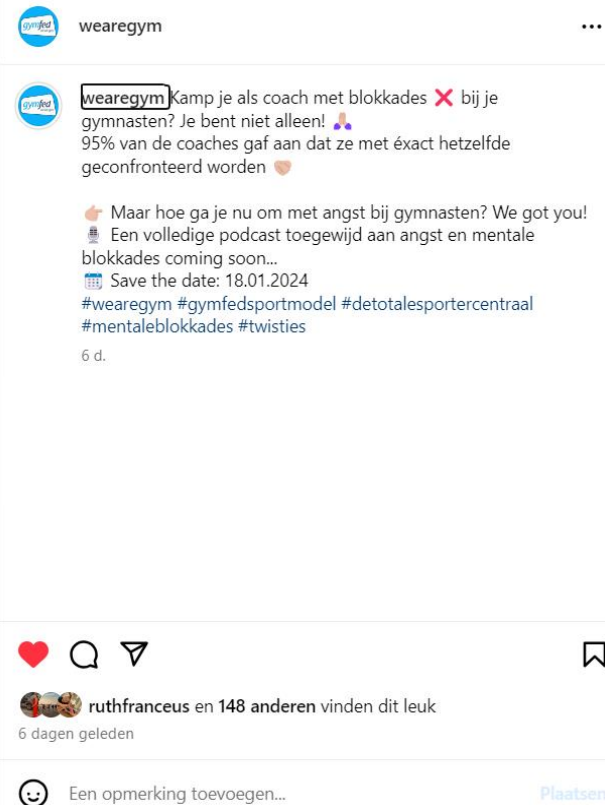 gymfed
wearegym
gymfed
wearegym Kamp je als coach met blokkades ❌ bij je
gymnasten? Je bent niet alleen! 🙏🏼
95% van de coaches gaf aan dat ze met éxact hetzelfde
geconfronteerd worden 🤝🏼
👉🏼 Maar hoe ga je nu om met angst bij gymnasten? We got you!
🎙️ Een volledige podcast toegewijd aan angst en mentale
blokkades coming soon...
🗓️ Save the date: 18.01.2024
#wearegym #gymfedsportmodel #detotalesportercentraal
#mentaleblokkades #twisties
6 d.
ruthfranceus en 148 anderen vinden dit leuk
6 dagen geleden
Een opmerking toevoegen...
Plaatsen